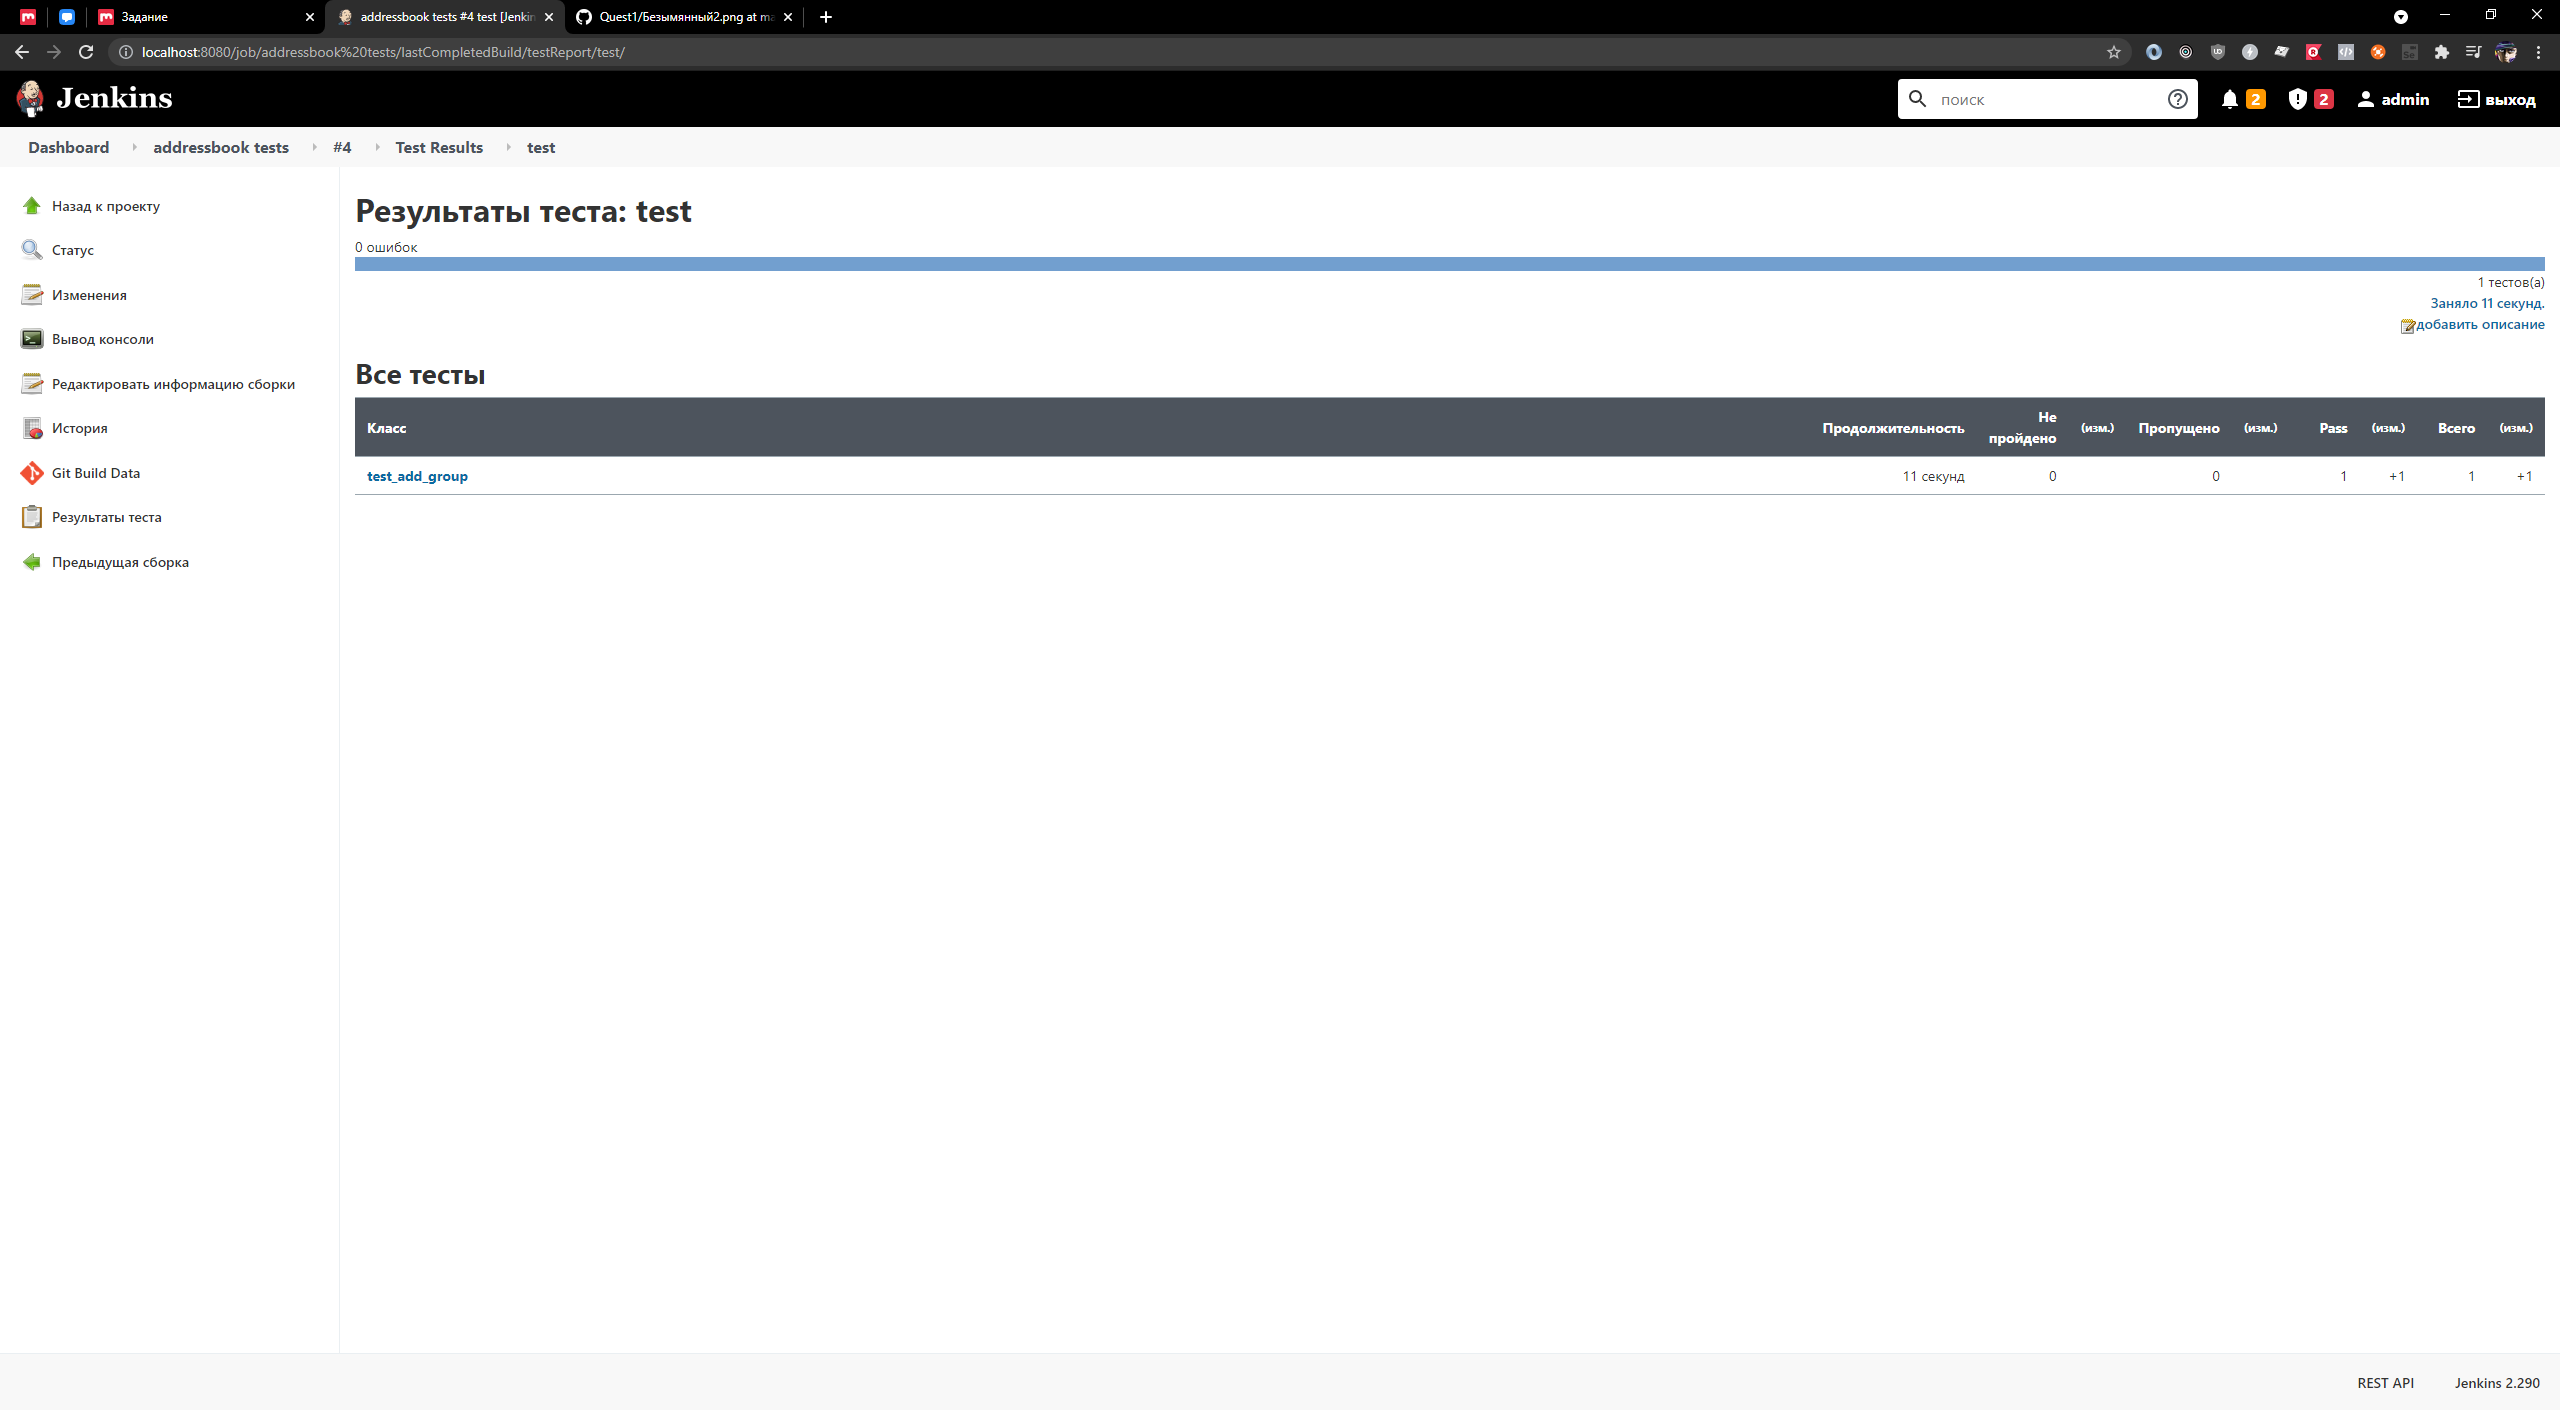 Задание
addressbook tests #4 test [Jenkin
Quest1/Безымянный2.png at ma
localhost:8080/job/addressbook%20tests/lastCompletedBuild/testReport/test/
Jenkins
поиск
2
2
admin
выход
Dashboard
addressbook tests
#4
Test Results
test
Назад к проекту
Статус
Изменения
Вывод консоли
Редактировать информацию сборки
История
Git Build Data
Результаты теста
Предыдущая сборка
Результаты теста: test
0 ошибок
1 тестов(а)
Заняло 11 секунд.
добавить описание
Все тесты
Класс Продолжительность Не пройдено (изм.) Пропущено (изм.) Pass (изм.) Всего (изм.)
test_add_group 11 секунд 0 0 1 +1 1 +1
REST API
Jenkins 2.290